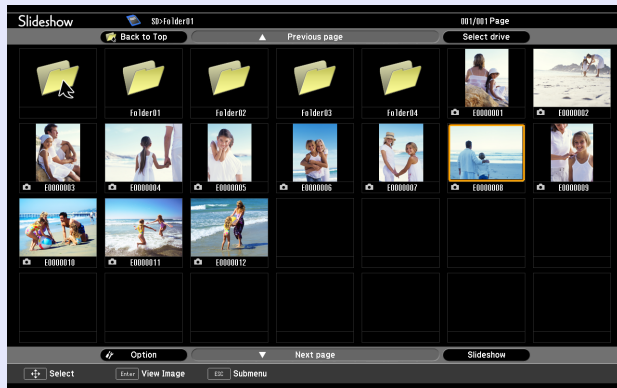 Slideshow SD>Folder01 001/001 Page
Back to Top Previous page Select drive
Folder01 Folder02 Folder03 Folder04 E0000001 E0000002
E0000003 E0000004 E0000005 E0000006 E0000007 E0000008 E0000009
E0000010 E0000011 E0000012
Option Next page Slideshow
Select Enter View Image ESC Submenu